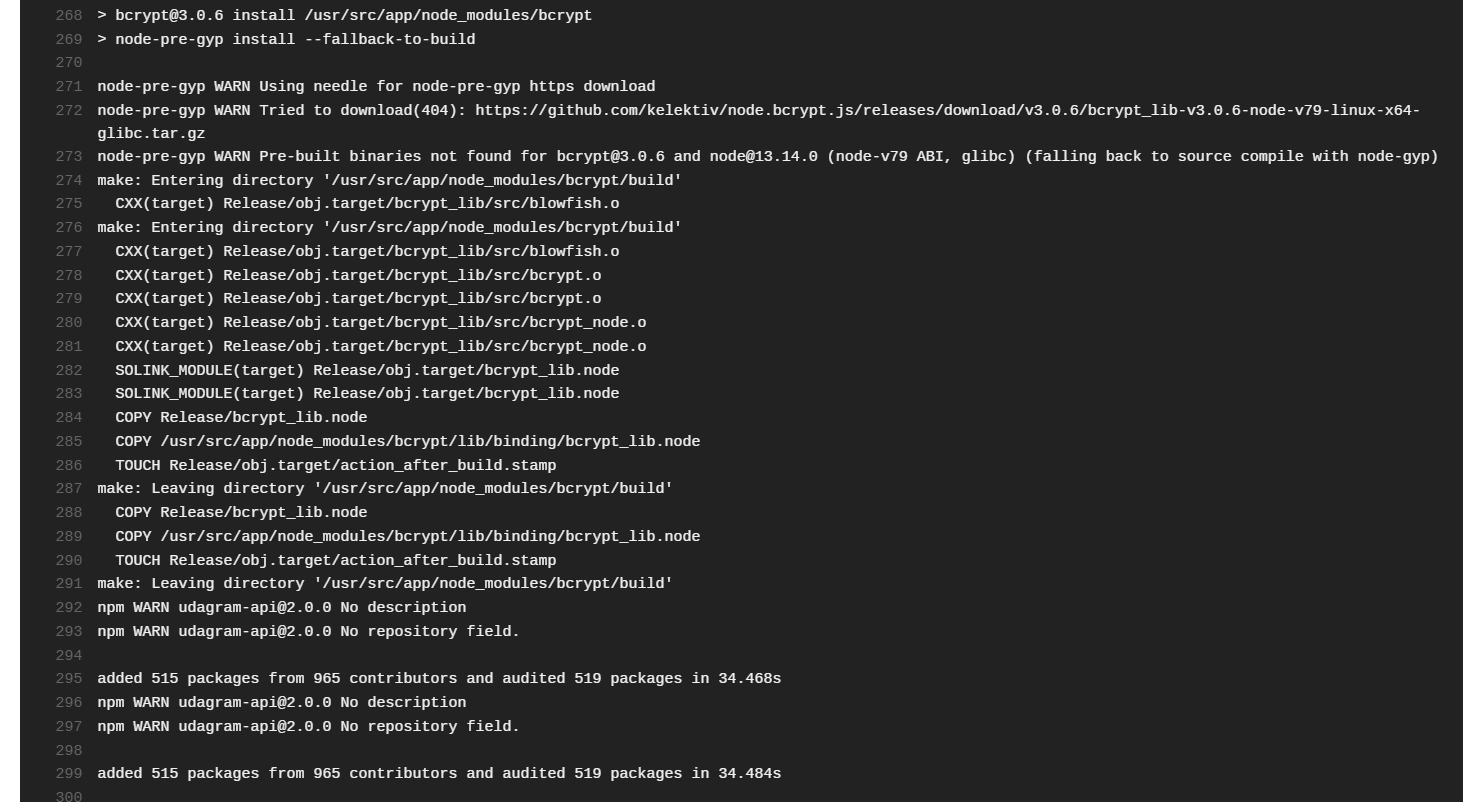 268 > bcrypt@3.0.6 install /usr/src/app/node_modules/bcrypt
269 > node-pre-gyp install --fallback-to-build
270
271 node-pre-gyp WARN Using needle for node-pre-gyp https download
272 node-pre-gyp WARN Tried to download(404): https://github.com/kelektiv/node.bcrypt.js/releases/download/v3.0.6/bcrypt_lib-v3.0.6-node-v79-linux-x64-
glibc.tar.gz
273 node-pre-gyp WARN Pre-built binaries not found for bcrypt@3.0.6 and node@13.14.0 (node-v79 ABI, glibc) (falling back to source compile with node-gyp)
274 make: Entering directory '/usr/src/app/node_modules/bcrypt/build'
275   CXX(target) Release/obj.target/bcrypt_lib/src/blowfish.o
276 make: Entering directory '/usr/src/app/node_modules/bcrypt/build'
277   CXX(target) Release/obj.target/bcrypt_lib/src/blowfish.o
278   CXX(target) Release/obj.target/bcrypt_lib/src/bcrypt.o
279   CXX(target) Release/obj.target/bcrypt_lib/src/bcrypt.o
280   CXX(target) Release/obj.target/bcrypt_lib/src/bcrypt_node.o
281   CXX(target) Release/obj.target/bcrypt_lib/src/bcrypt_node.o
282   SOLINK_MODULE(target) Release/obj.target/bcrypt_lib.node
283   SOLINK_MODULE(target) Release/obj.target/bcrypt_lib.node
284   COPY Release/bcrypt_lib.node
285   COPY /usr/src/app/node_modules/bcrypt/lib/binding/bcrypt_lib.node
286   TOUCH Release/obj.target/action_after_build.stamp
287 make: Leaving directory '/usr/src/app/node_modules/bcrypt/build'
288   COPY Release/bcrypt_lib.node
289   COPY /usr/src/app/node_modules/bcrypt/lib/binding/bcrypt_lib.node
290   TOUCH Release/obj.target/action_after_build.stamp
291 make: Leaving directory '/usr/src/app/node_modules/bcrypt/build'
292 npm WARN udagram-api@2.0.0 No description
293 npm WARN udagram-api@2.0.0 No repository field.
294
295 added 515 packages from 965 contributors and audited 519 packages in 34.468s
296 npm WARN udagram-api@2.0.0 No description
297 npm WARN udagram-api@2.0.0 No repository field.
298
299 added 515 packages from 965 contributors and audited 519 packages in 34.484s
300